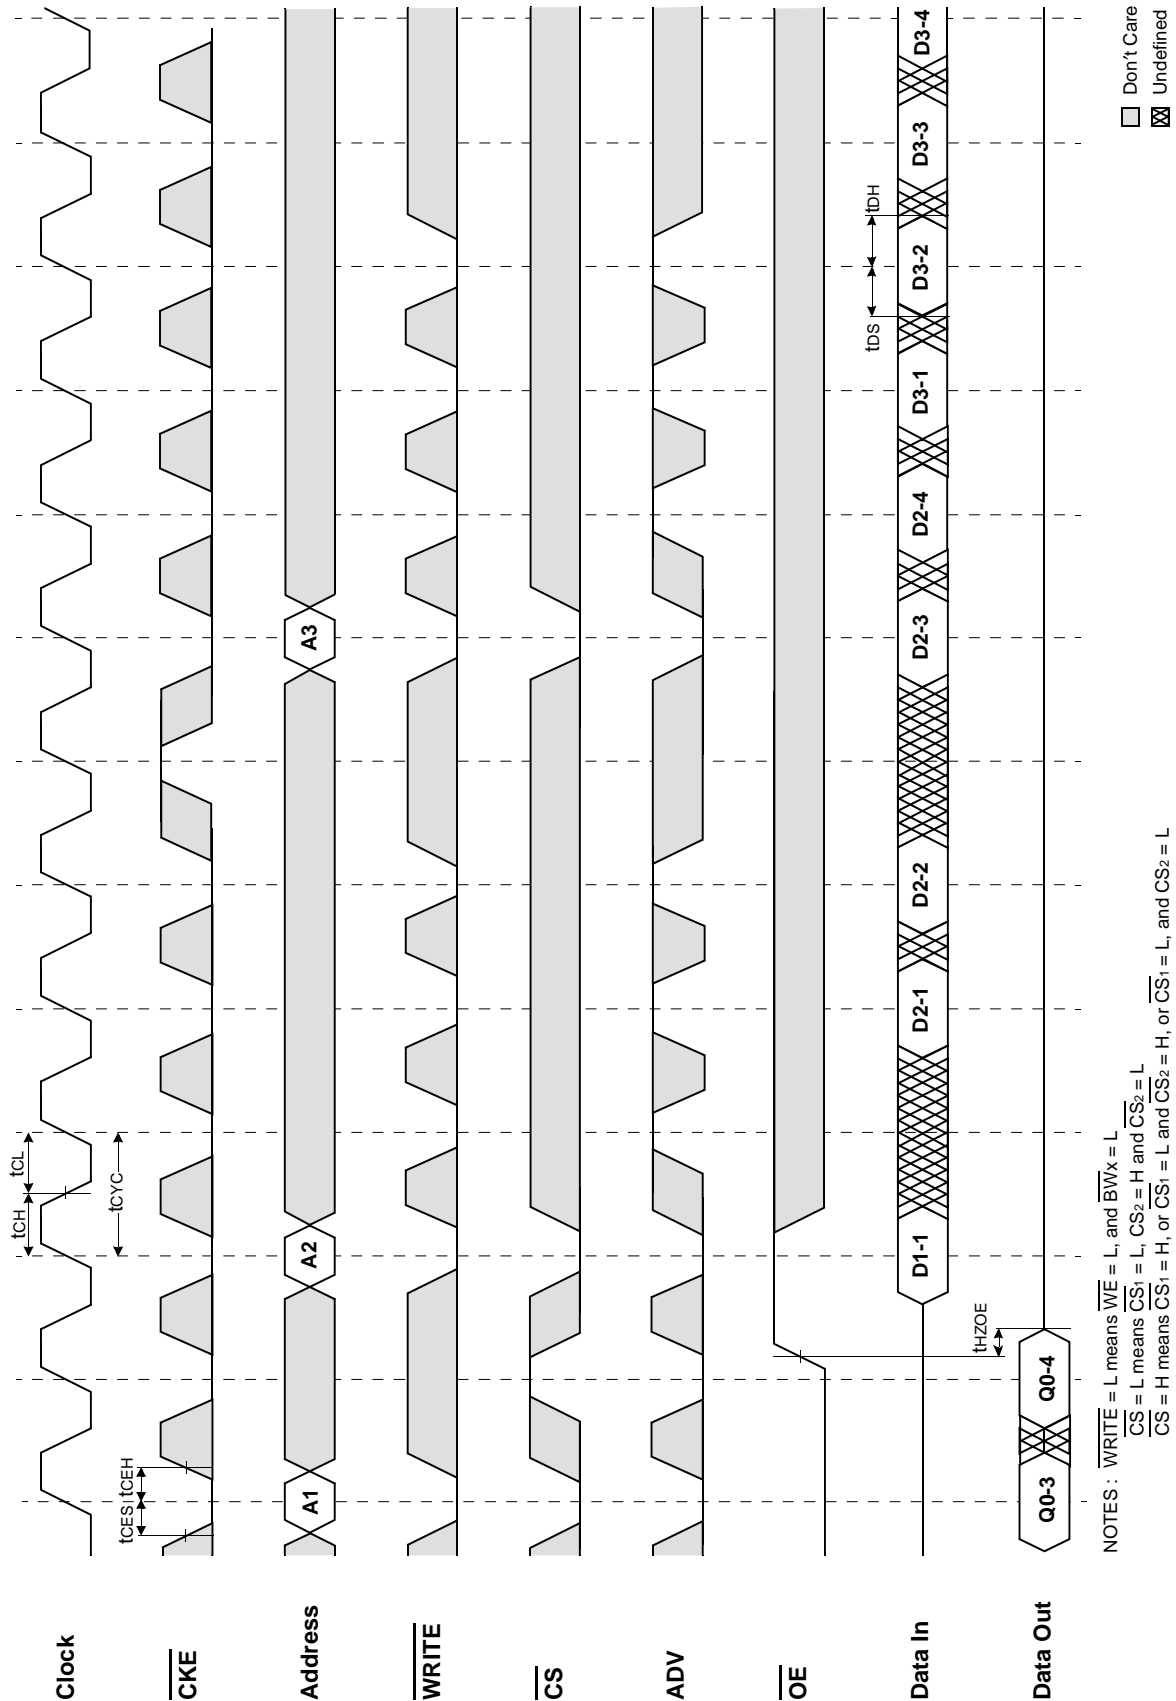 Clock
tCH
tCL
tCYC
CKE
tCES
tCEH
Address
A1
A2
A3
WRITE
CS
ADV
OE
Data In
D1-1
D2-1
D2-2
D2-3
D2-4
D3-1
D3-2
D3-3
D3-4
tDS
tDH
tHZOE
Data Out
Q0-3
Q0-4
NOTES : WRITE = L means WE = L, and BWx = L
CS = L means CS1 = L, CS2 = H and CS2 = L
CS = H means CS1 = H, or CS1 = L and CS2 = H, or CS1 = L, and CS2 = L
Don't Care
Undefined